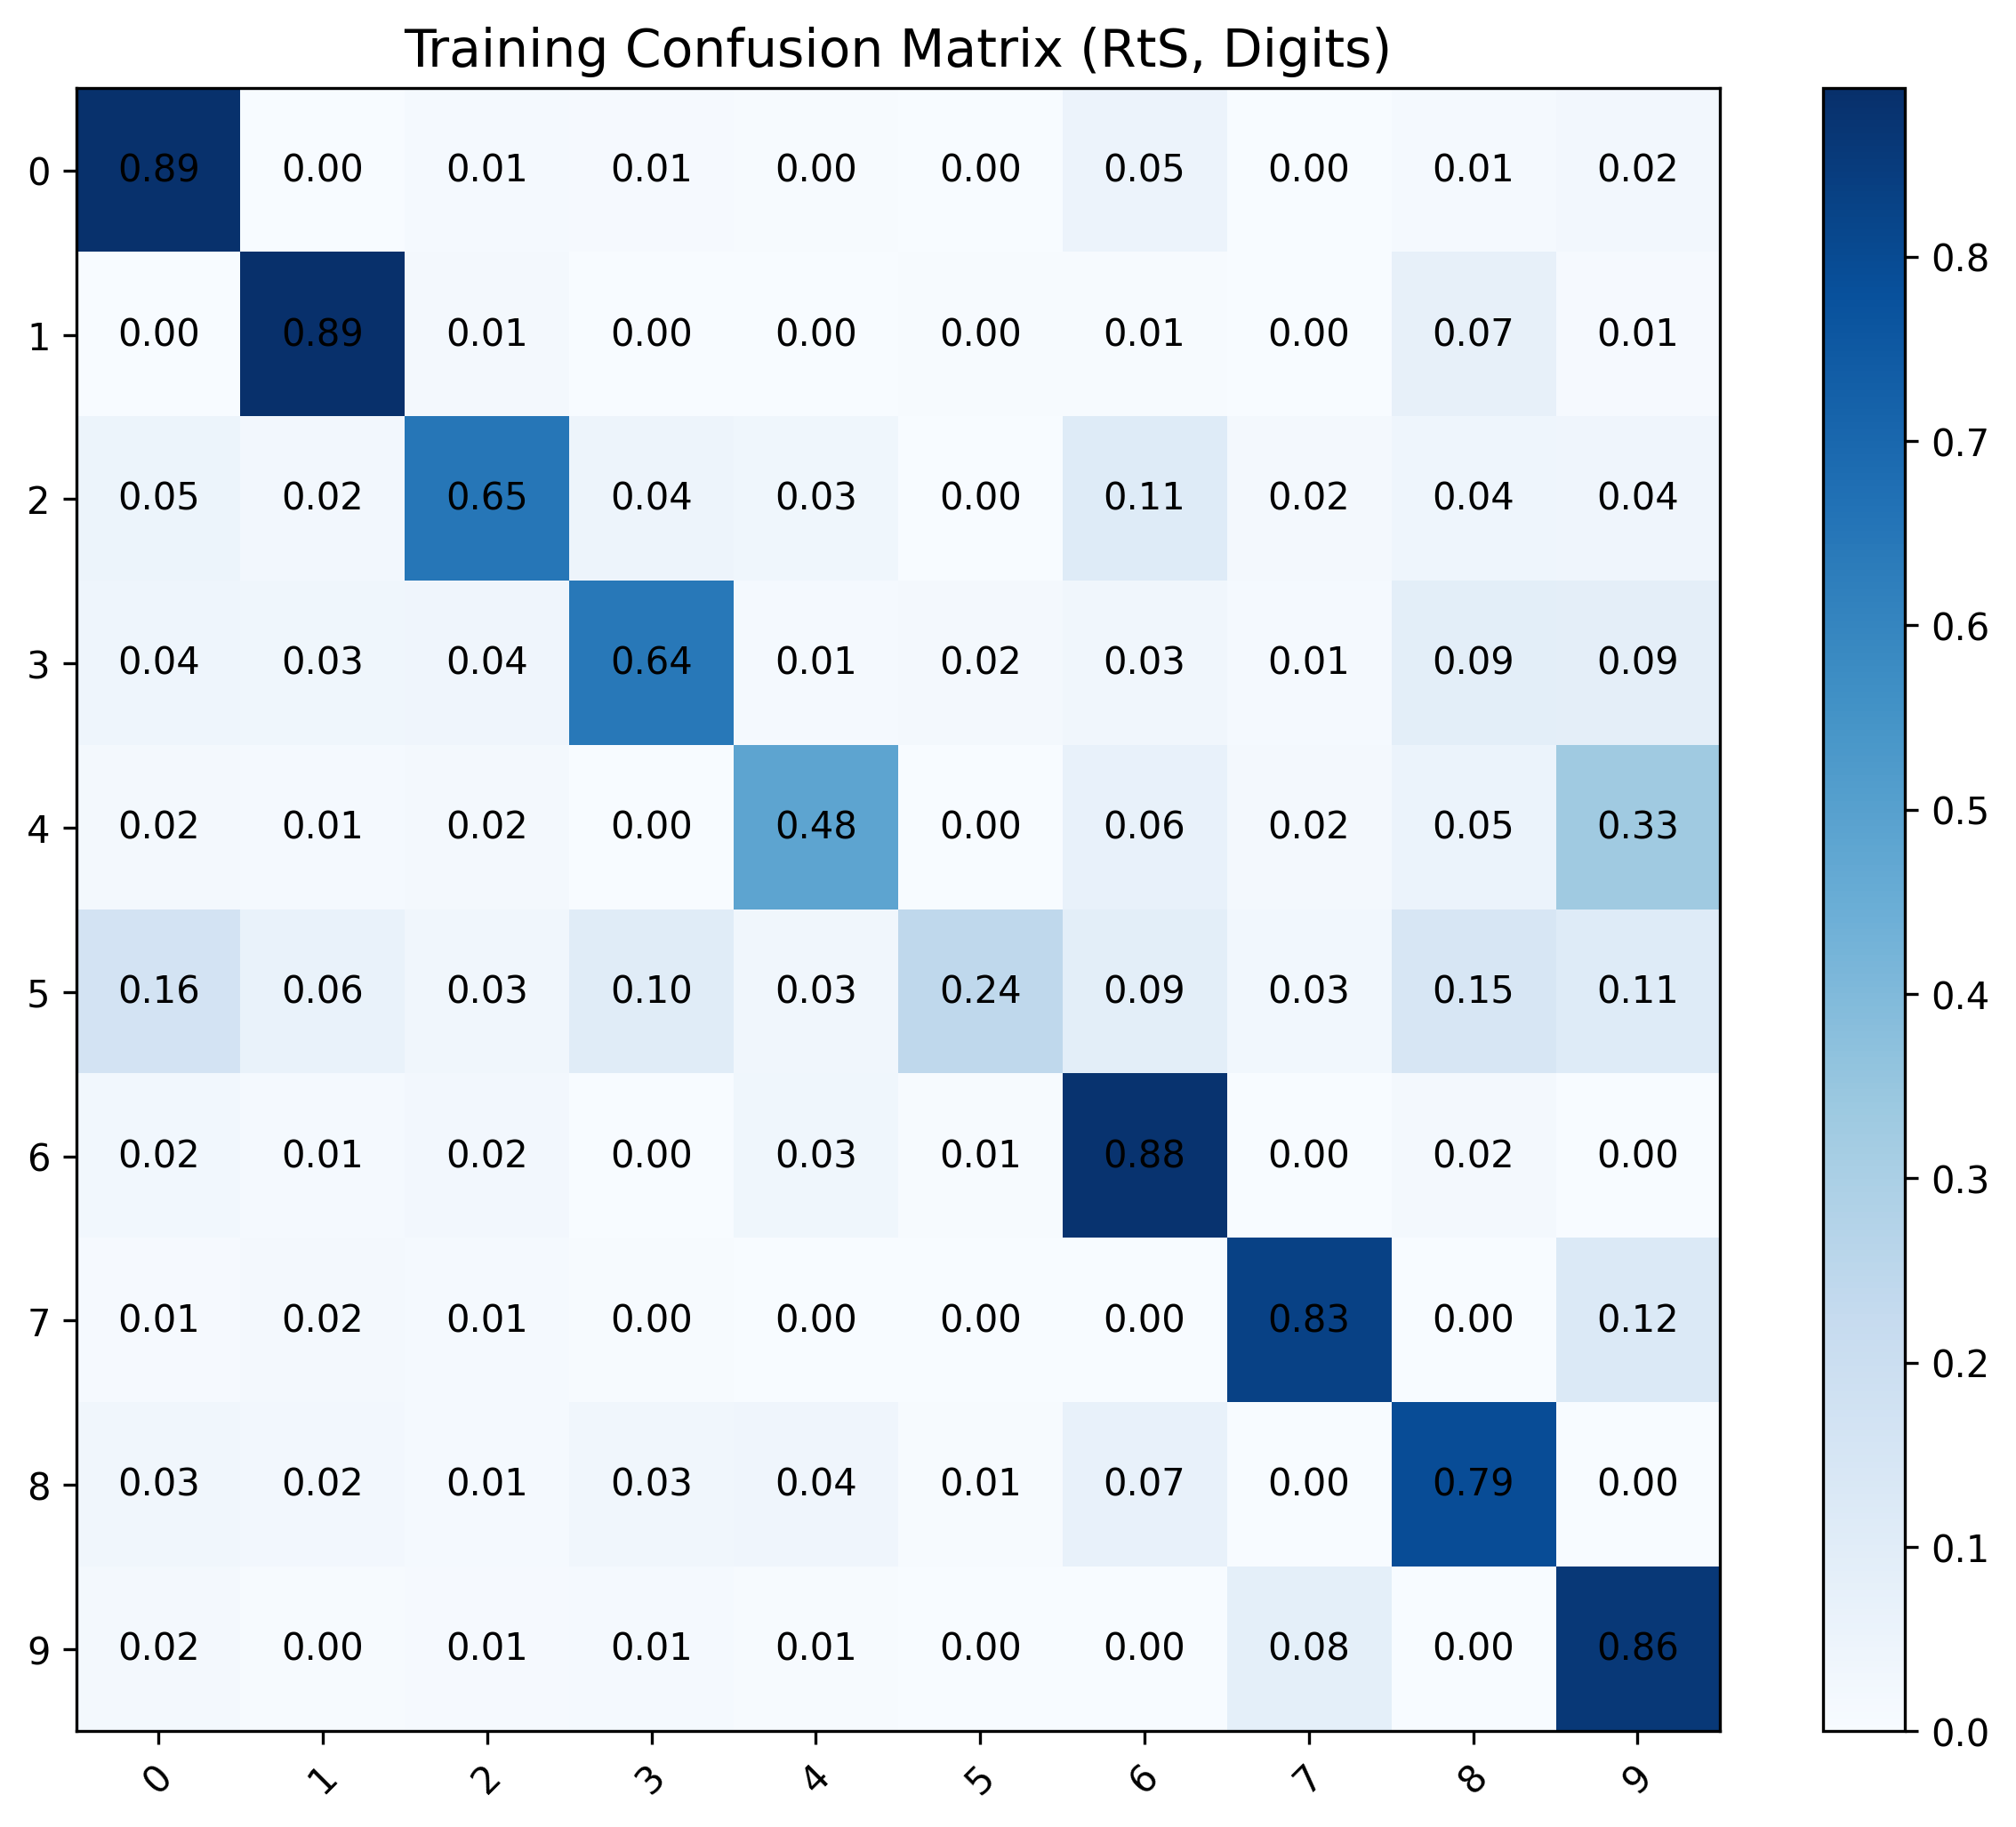 Training Confusion Matrix (RtS, Digits)
0 0.89 0.00 0.01 0.01 0.00 0.00 0.05 0.00 0.01 0.02
1 0.00 0.89 0.01 0.00 0.00 0.00 0.01 0.00 0.07 0.01
2 0.05 0.02 0.65 0.04 0.03 0.00 0.11 0.02 0.04 0.04
3 0.04 0.03 0.04 0.64 0.01 0.02 0.03 0.01 0.09 0.09
4 0.02 0.01 0.02 0.00 0.48 0.00 0.06 0.02 0.05 0.33
5 0.16 0.06 0.03 0.10 0.03 0.24 0.09 0.03 0.15 0.11
6 0.02 0.01 0.02 0.00 0.03 0.01 0.88 0.00 0.02 0.00
7 0.01 0.02 0.01 0.00 0.00 0.00 0.00 0.83 0.00 0.12
8 0.03 0.02 0.01 0.03 0.04 0.01 0.07 0.00 0.79 0.00
9 0.02 0.00 0.01 0.01 0.01 0.00 0.00 0.08 0.00 0.86
0 1 2 3 4 5 6 7 8 9
0.8
0.7
0.6
0.5
0.4
0.3
0.2
0.1
0.0